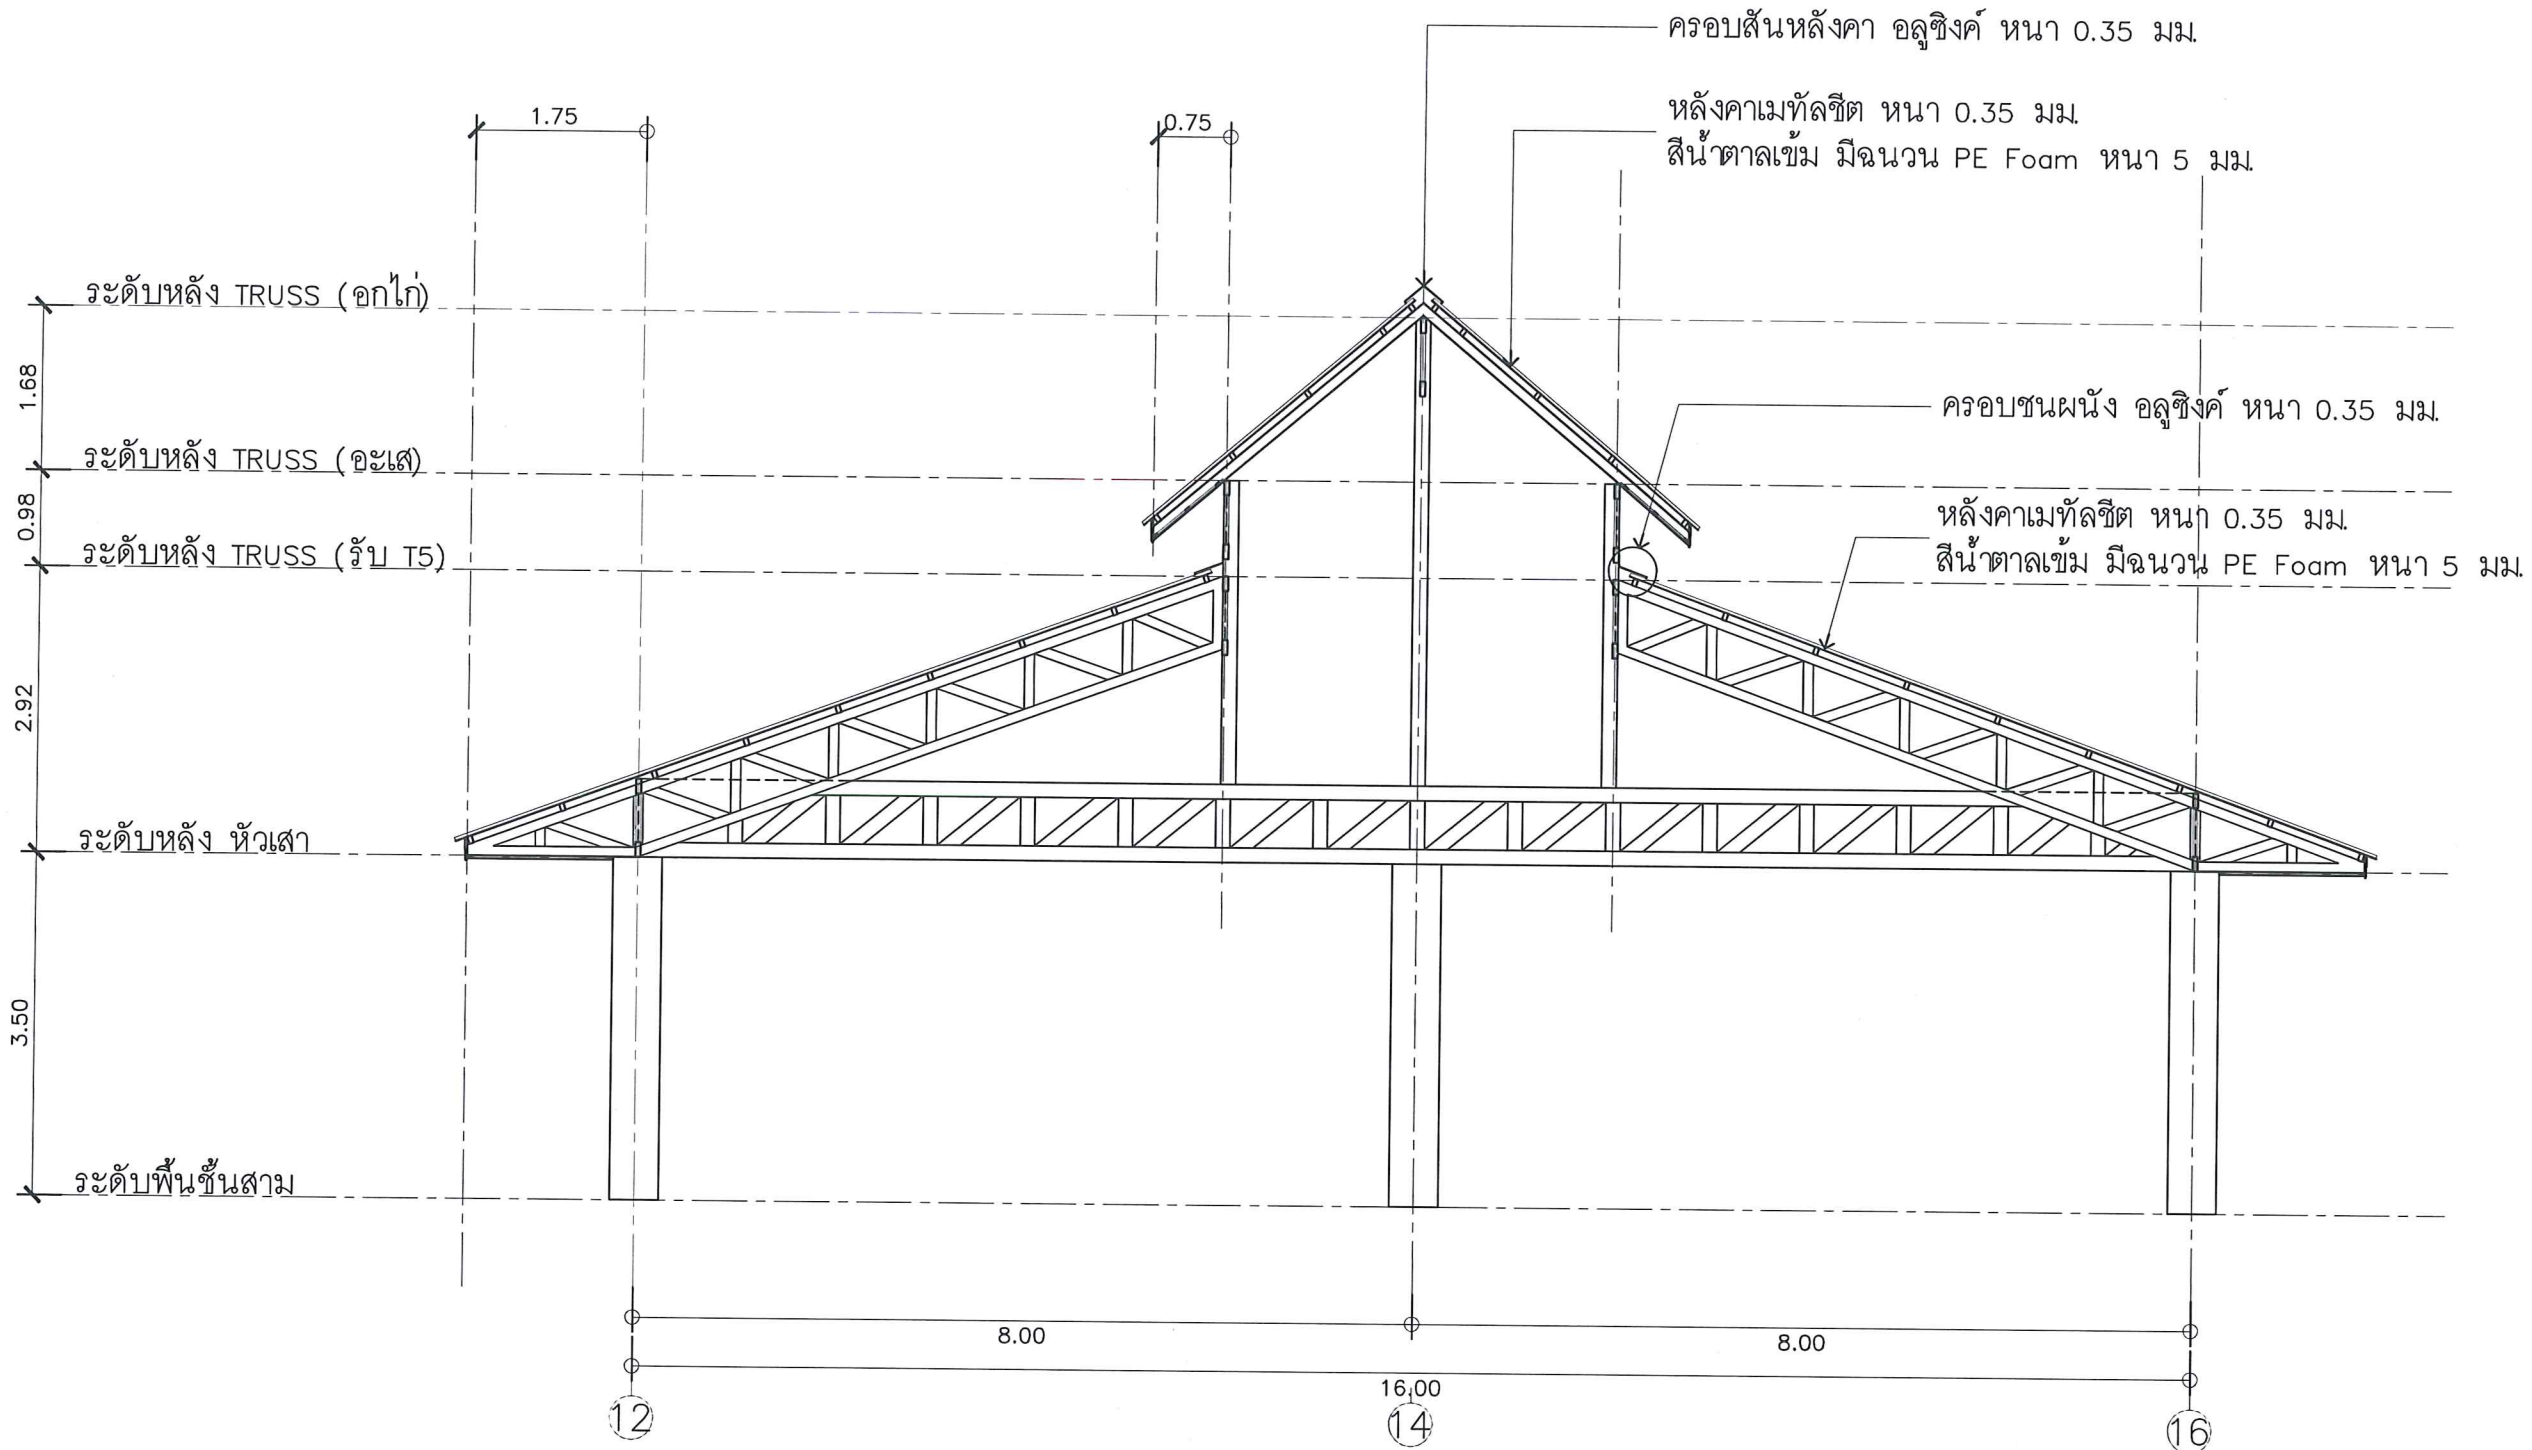 ครอบสันหลังคา อลูซิงค์ หนา 0.35 มม.
หลังคาเมทัลชีต หนา 0.35 มม.
สีน้ำตาลเข้ม มีฉนวน PE Foam หนา 5 มม.
1.75
0.75
ระดับหลัง TRUSS (อกไก่)
1.68
ครอบชนผนัง อลูซิงค์ หนา 0.35 มม.
ระดับหลัง TRUSS (อะเส)
0.98
หลังคาเมทัลชีต หนา 0.35 มม.
สีน้ำตาลเข้ม มีฉนวน PE Foam หนา 5 มม.
ระดับหลัง TRUSS (รับ T5)
2.92
ระดับหลัง หัวเสา
3.50
ระดับพื้นชั้นสาม
8.00
8.00
16.00
12
14
16